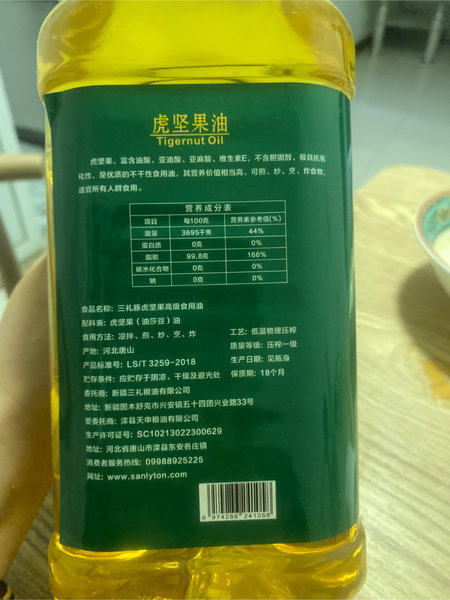 虎坚果油
Tigernut Oil
虎坚果，富含油酸、亚油酸、亚麻酸、维生素E，不含胆固醇，极具抗氧
化性，是优质的不干性食用油，其营养价值相当高，可煎、炒、烹、炸食物，
适宜所有人群食用。
营养成分表
项目 每100克 营养素参考值(%)
能量 3695千焦 44%
蛋白质 0克 0%
脂肪 99.8克 166%
碳水化合物 0克 0%
钠 0克 0%
食品名称：三礼豚虎坚果高级食用油
配料表：虎坚果（油莎豆）油
食用方法：凉拌、煎、炒、烹、炸 工艺：低温物理压榨
产地：河北唐山 质量等级：压榨一级
产品标准号：LS/T 3259-2018 生产日期：见瓶身
贮存条件：应贮存于阴凉、干燥及避光处 保质期：18个月
委托商：新疆三礼粮油有限公司
地址：新疆图木舒克市兴安镇五十四团兴业路33号
受委托商：滦县天申粮油有限公司
生产许可证号：SC10213022300629
地址：河北省唐山市滦县东安各庄镇
消费者服务热线：09988925225
网址：www.sanlyton.com
6 974286 241058